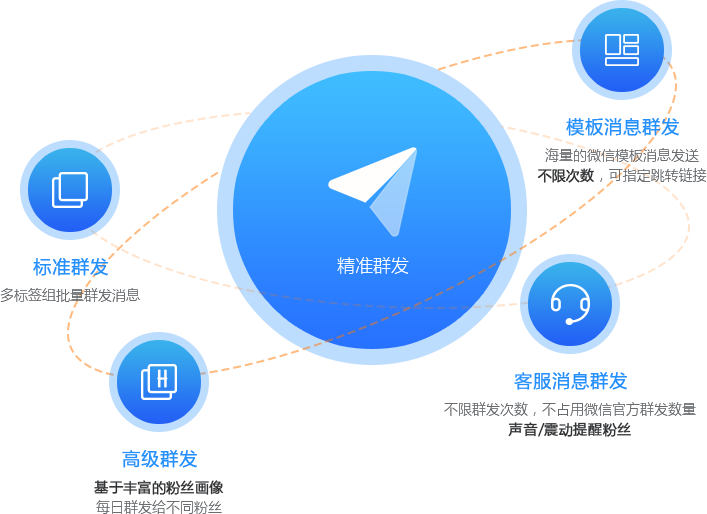 模板消息群发
海量的微信模板消息发送
不限次数，可指定跳转链接
精准群发
标准群发
多标签组批量群发消息
客服消息群发
不限群发次数，不占用微信官方群发数量
声音/震动提醒粉丝
H
高级群发
基于丰富的粉丝画像
每日群发给不同粉丝